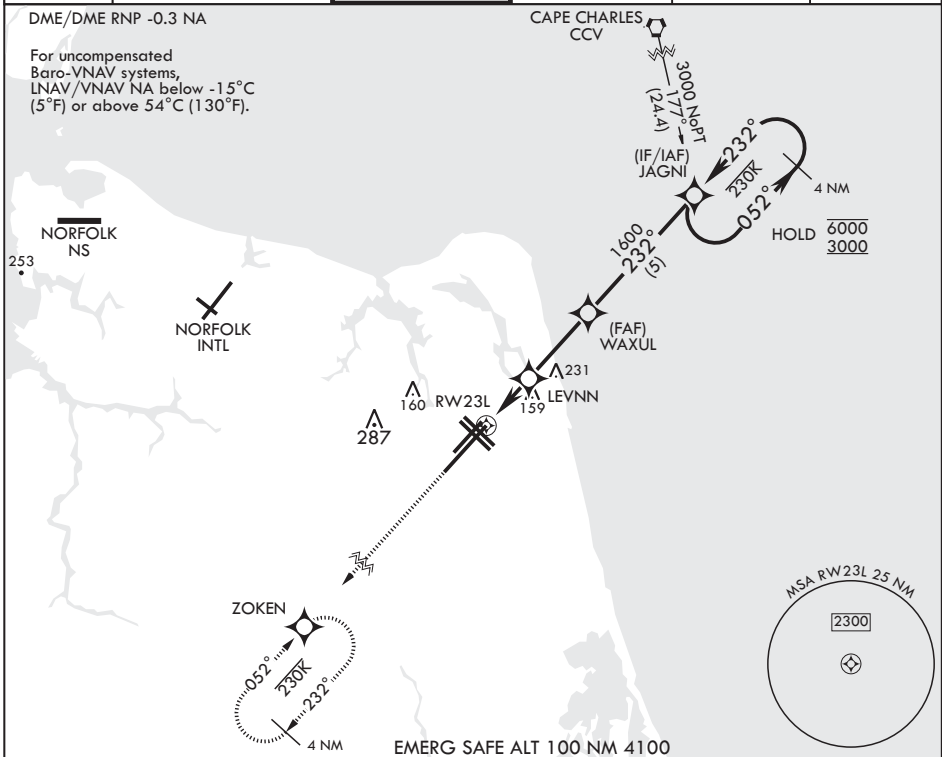 DME/DME RNP -0.3 NA
For uncompensated
Baro-VNAV systems,
LNAV/VNAV NA below -15°C
(5°F) or above 54°C (130°F).
CAPE CHARLES
CCV
3000 NoPT
177°
(24.4)
(IF/IAF)
JAGNI
232°
230K
052°
4 NM
HOLD
6000
3000
1600
232°
(5)
NORFOLK
NS
253
NORFOLK
INTL
(FAF)
WAXUL
231
LEVNN
159
160
RW23L
287
ZOKEN
052°
230K
232°
4 NM
MSA RW23L 25 NM
2300
EMERG SAFE ALT 100 NM 4100